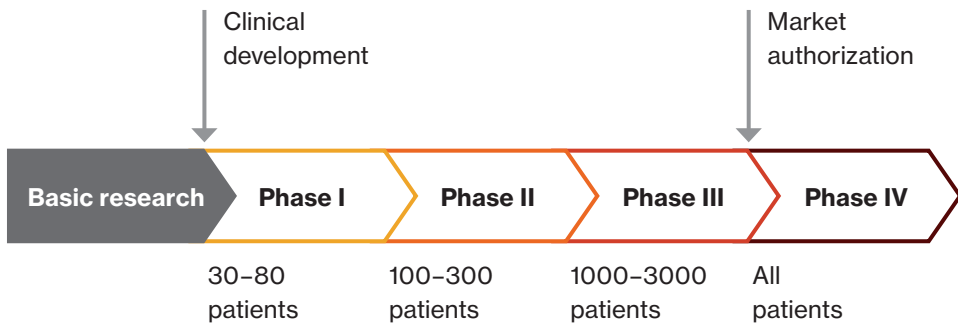 Clinical
development
Market
authorization
Basic research
Phase I
Phase II
Phase III
Phase IV
30–80
patients
100–300
patients
1000–3000
patients
All
patients